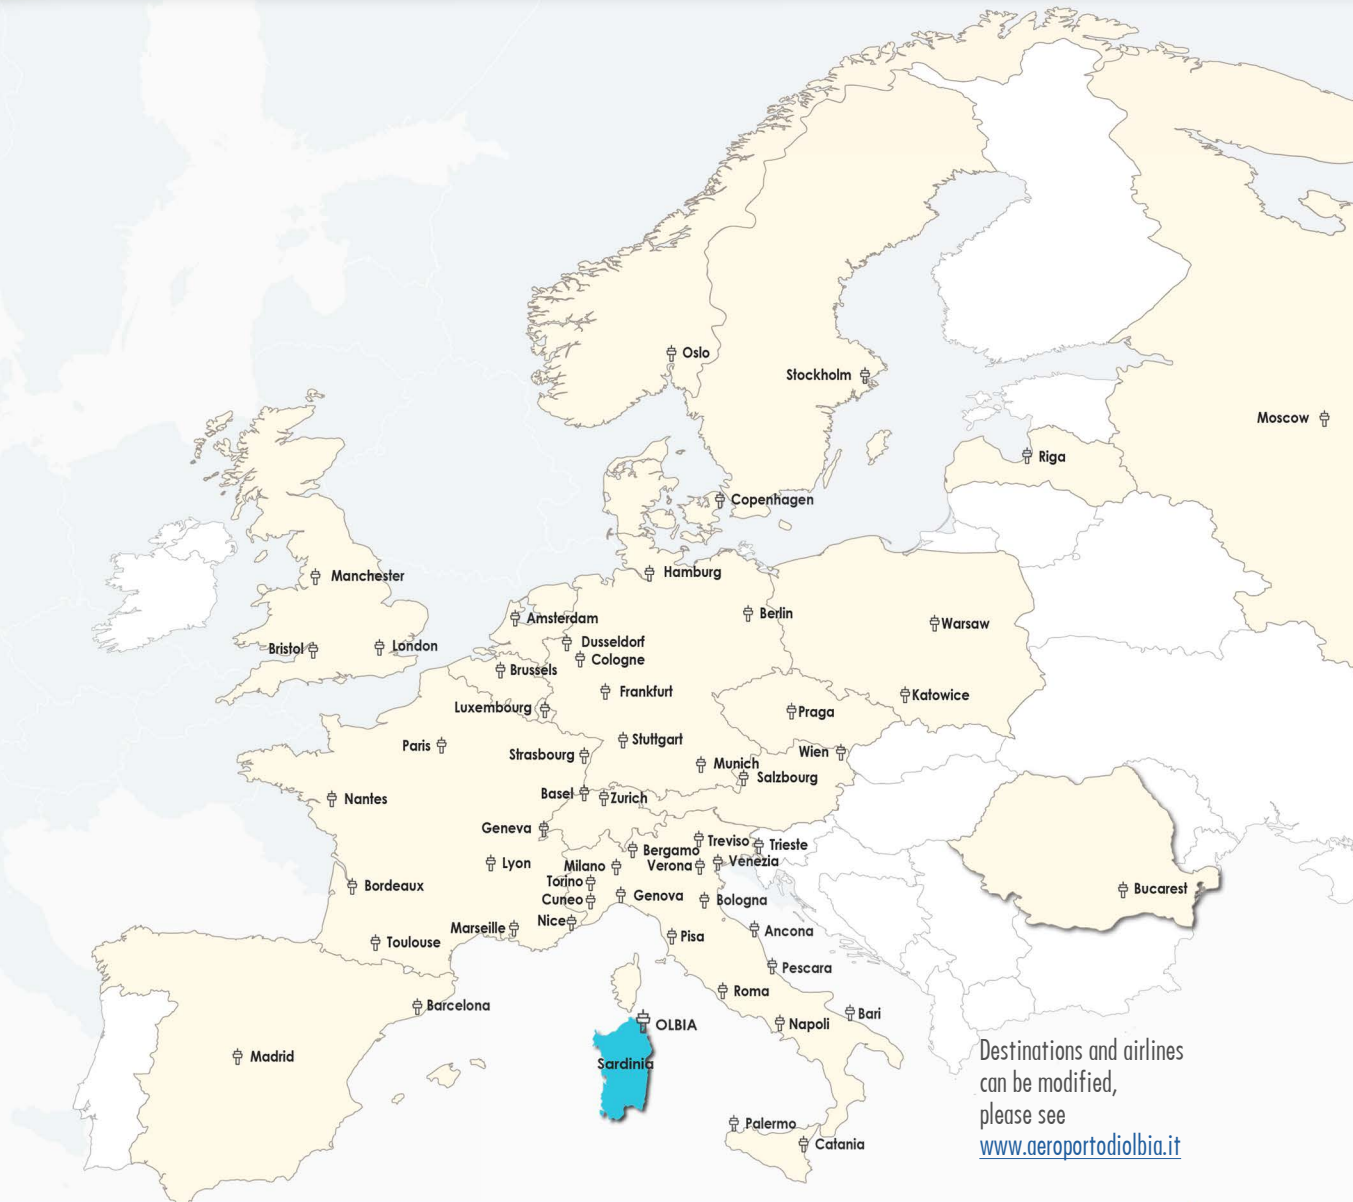 Oslo
Stockholm
Moscow
Riga
Copenhagen
Hamburg
Manchester
Amsterdam
Berlin
Warsaw
Bristol
London
Dusseldorf
Cologne
Brussels
Frankfurt
Katowice
Luxembourg
Praga
Paris
Strasbourg
Stuttgart
Wien
Munich
Salzbourg
Nantes
Basel
Zurich
Geneva
Treviso
Trieste
Bergamo
Lyon
Milano
Verona
Venezia
Torino
Bordeaux
Bucarest
Cuneo
Genova
Bologna
Marseille
Nice
Toulouse
Pisa
Ancona
Pescara
Roma
Barcelona
Bari
OLBIA
Napoli
Madrid
Sardinia
Palermo
Catania
Destinations and airlines
can be modified,
please see
www.aeroportodiolbia.it